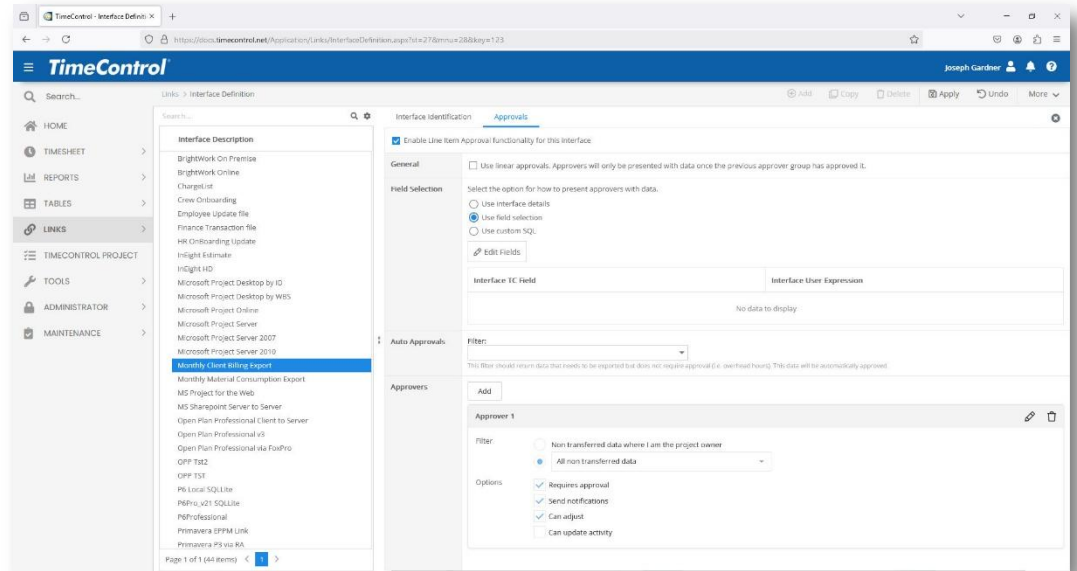 TimeControl - Interface Definiti
https://docs.timecontrol.net/Application/Links/InterfaceDefinition.aspx?st=27&mnu=28&key=123
TimeControl
Joseph Gardner
Search...
HOME
TIMESHEET
REPORTS
TABLES
LINKS
TIMECONTROL PROJECT
TOOLS
ADMINISTRATOR
MAINTENANCE
Links > Interface Definition
Add Copy Delete Apply Undo More
Search...
Interface Description
BrightWork On Premise
BrightWork Online
ChargeList
Crew Onboarding
Employee Update file
Finance Transaction file
HR OnBoarding Update
InEight Estimate
InEight HD
Microsoft Project Desktop by ID
Microsoft Project Desktop by WBS
Microsoft Project Online
Microsoft Project Server
Microsoft Project Server 2007
Microsoft Project Server 2010
Monthly Client Billing Export
Monthly Material Consumption Export
MS Project for the Web
MS Sharepoint Server to Server
Open Plan Professional Client to Server
Open Plan Professional v3
Open Plan Professional via FoxPro
OPP Tst2
OPP TST
P6 Local SQLLite
P6Pro_v21 SQLLite
P6Professional
Primavera EPPM Link
Primavera P3 via RA
Page 1 of 1 (44 items) < 1 >
Interface Identification Approvals
Enable Line Item Approval functionality for this interface
General
Use linear approvals. Approvers will only be presented with data once the previous approver group has approved it.
Field Selection
Select the option for how to present approvers with data.
Use interface details
Use field selection
Use custom SQL
Edit Fields
Interface TC Field Interface User Expression
No data to display
Auto Approvals
Filter:
This filter should return data that needs to be exported but does not require approval (i.e. overhead hours). This data will be automatically approved.
Approvers
Add
Approver 1
Filter
Non transferred data where I am the project owner
All non transferred data
Options
Requires approval
Send notifications
Can adjust
Can update activity